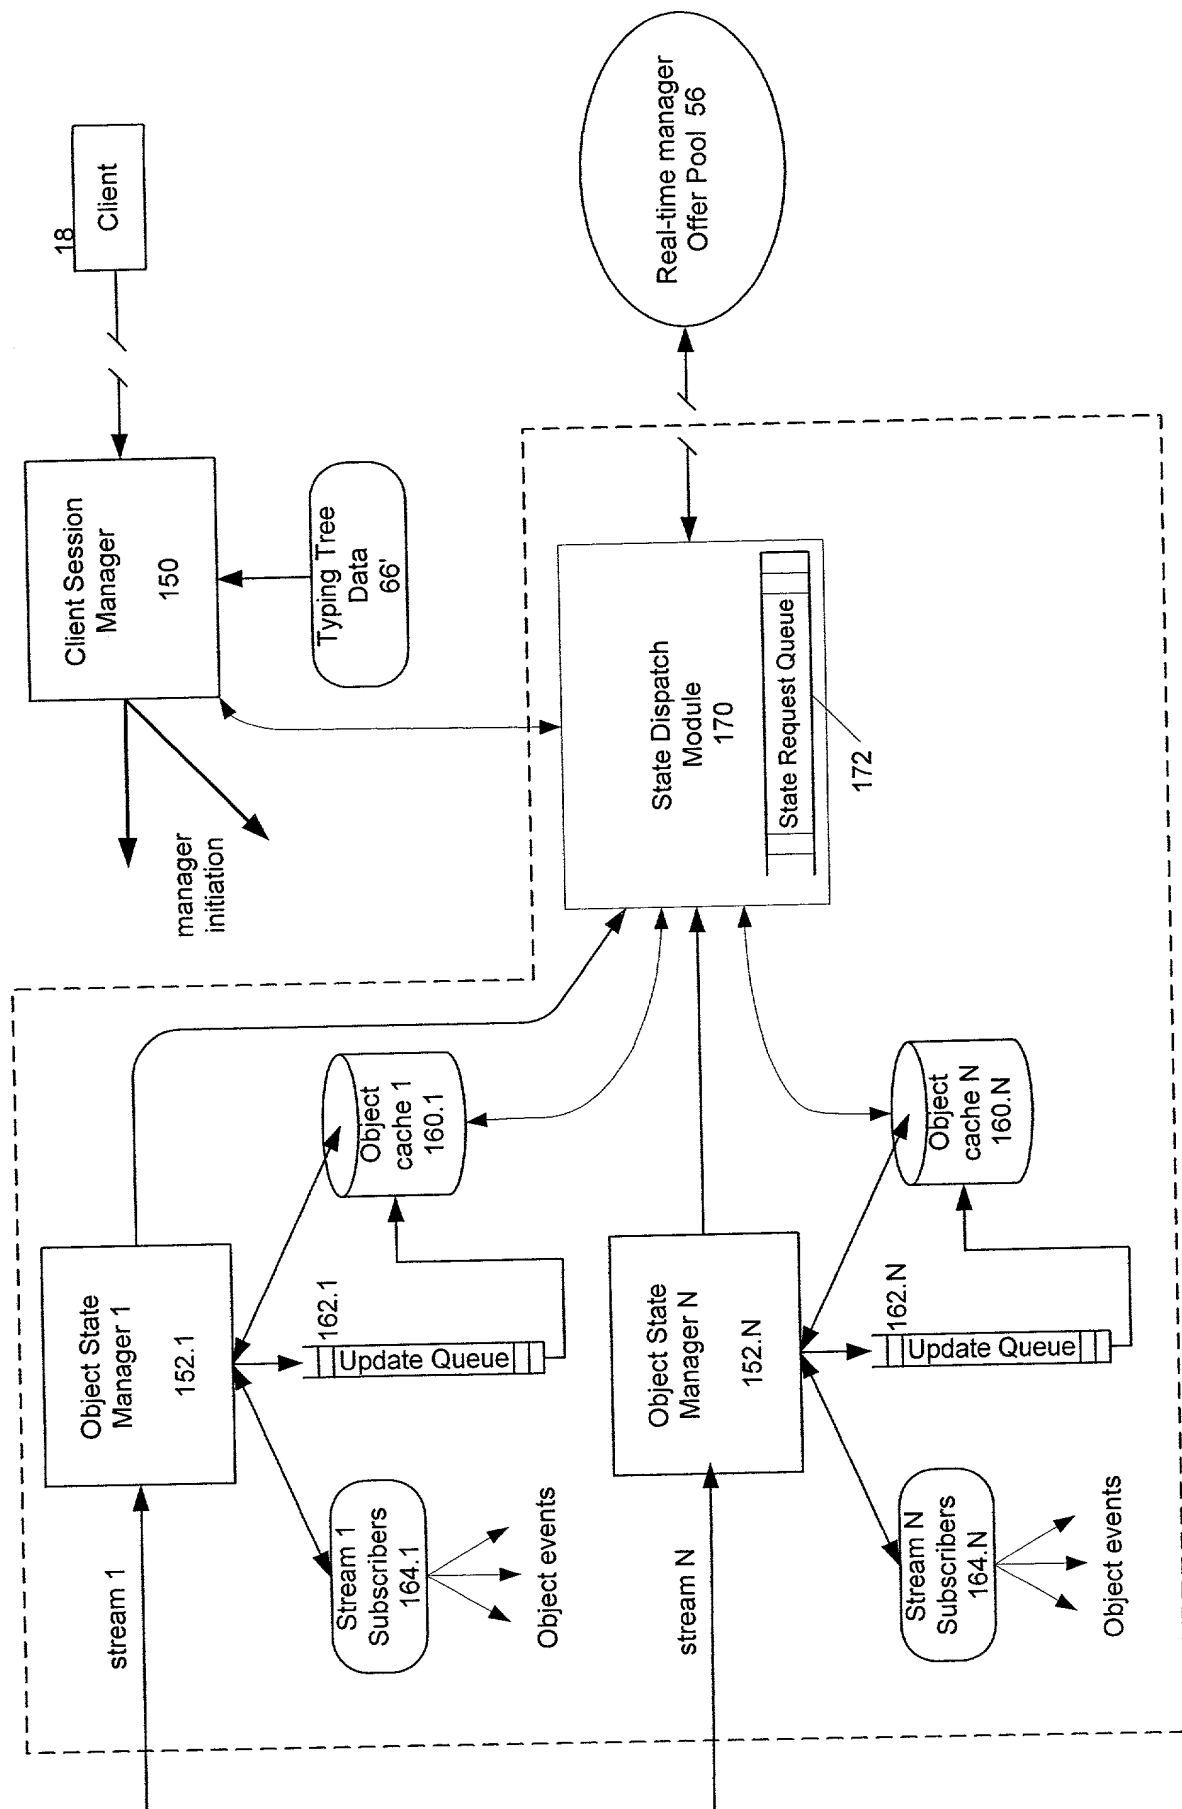 18
Client
Client Session
Manager
150
Typing Tree
Data
66'
manager
initiation
Real-time manager
Offer Pool 56
State Dispatch
Module
170
State Request Queue
172
stream 1
Object State
Manager 1
152.1
162.1
Update Queue
Object
cache 1
160.1
Stream 1
Subscribers
164.1
Object events
stream N
Object State
Manager N
152.N
162.N
Update Queue
Object
cache N
160.N
Stream N
Subscribers
164.N
Object events